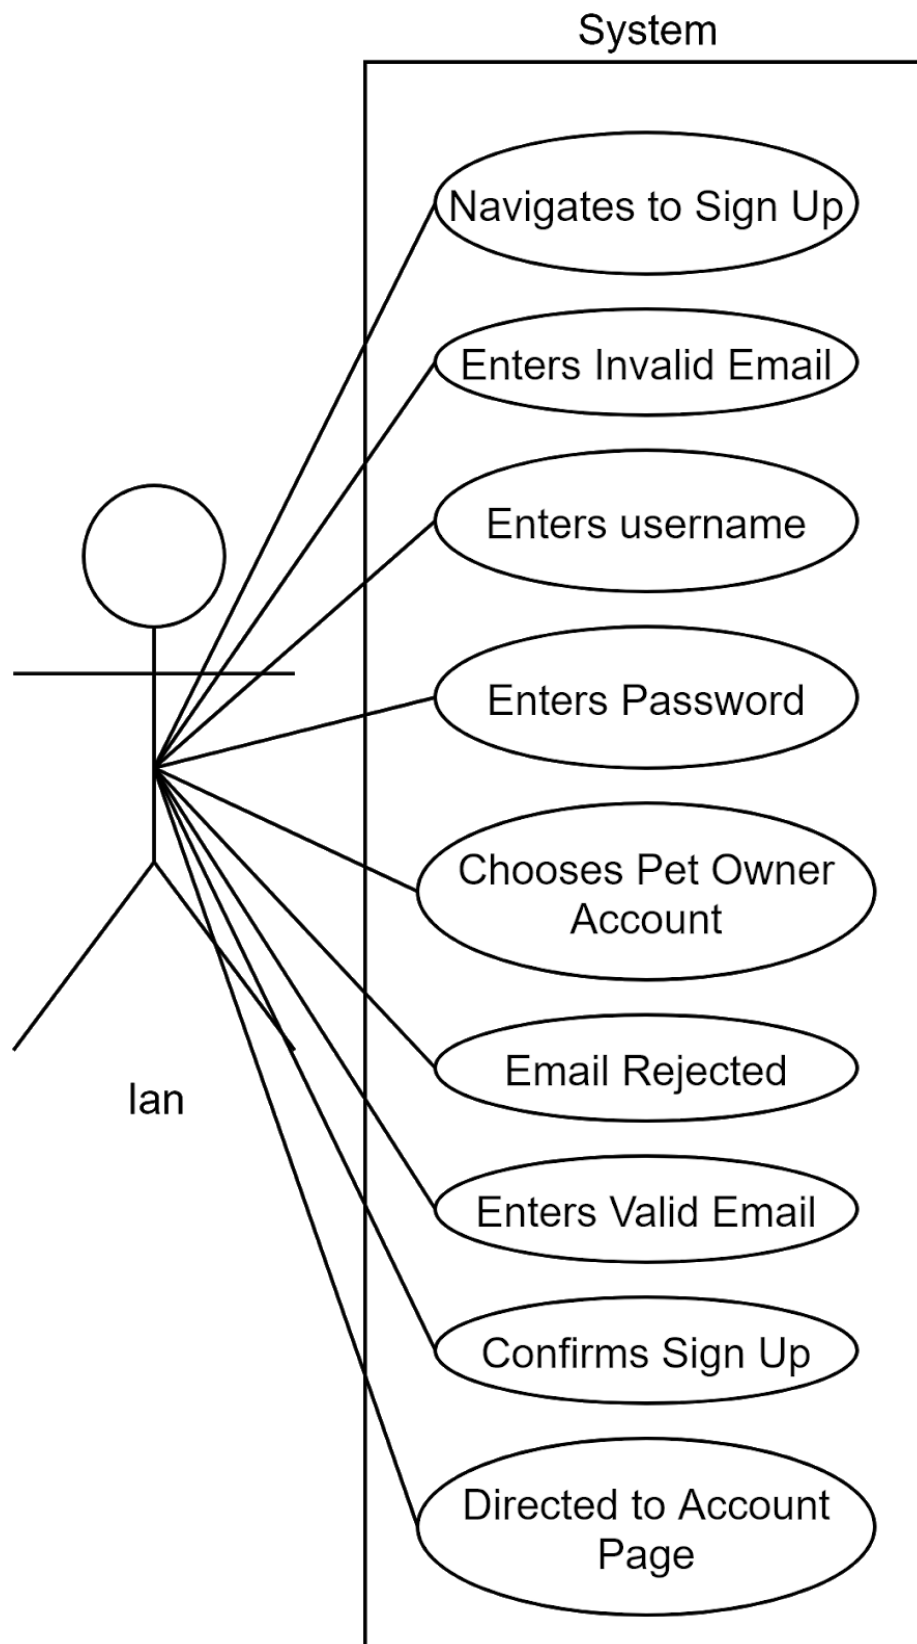 System
Navigates to Sign Up
Enters Invalid Email
Enters username
Enters Password
Chooses Pet Owner
Account
Email Rejected
Ian
Enters Valid Email
Confirms Sign Up
Directed to Account
Page